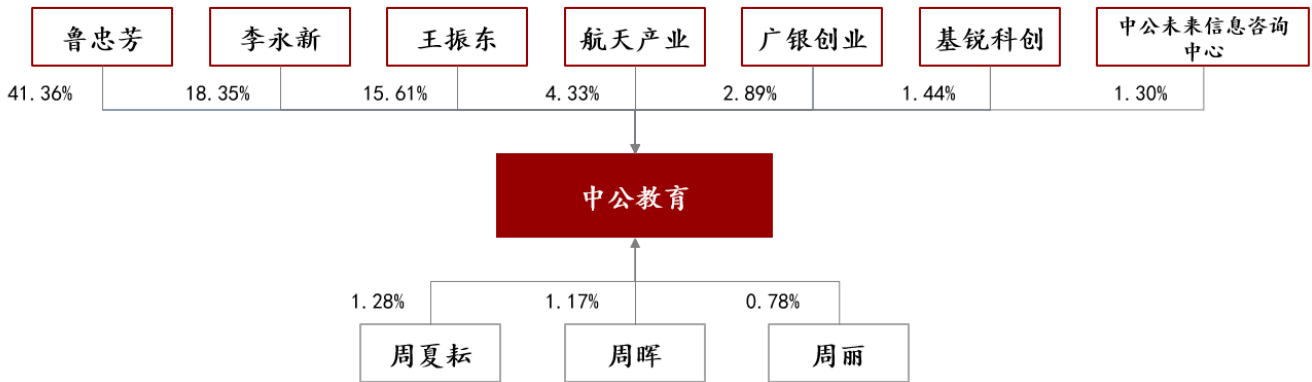 鲁忠芳 李永新 王振东 航天产业 广银创业 基锐科创 中公未来信息咨询
中心
41.36% 18.35% 15.61% 4.33% 2.89% 1.44% 1.30%
中公教育
1.28% 1.17% 0.78%
周夏耘 周晖 周丽